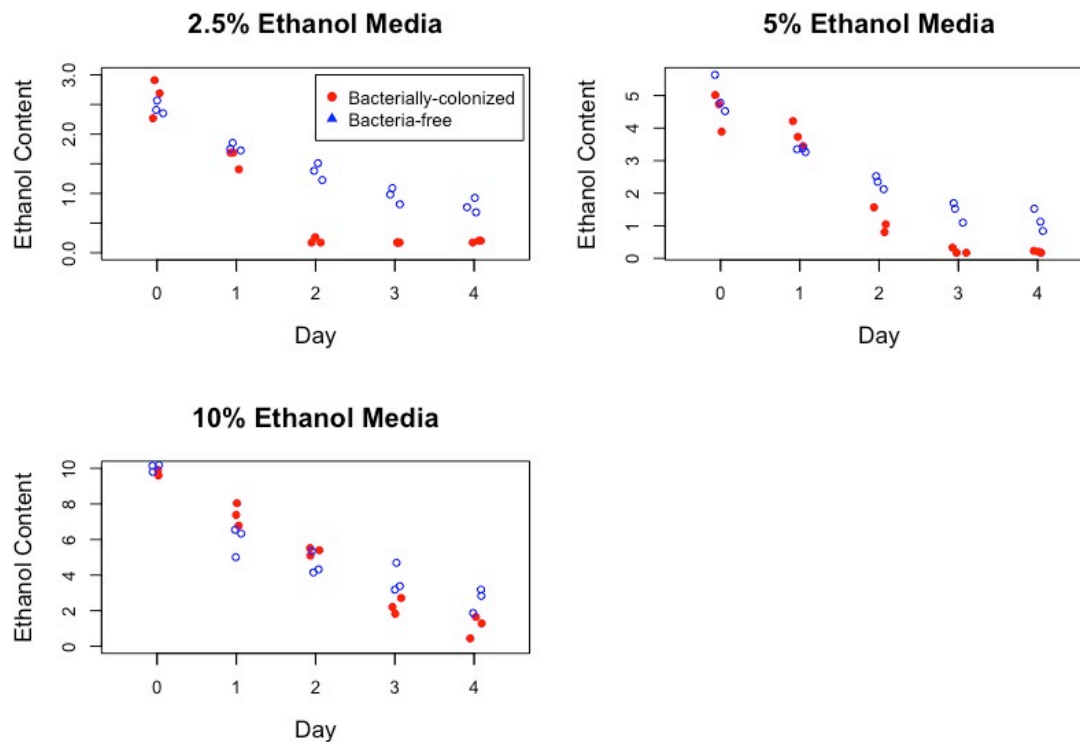 2.5% Ethanol Media
Ethanol Content
0.0 1.0 2.0 3.0
Bacterially-colonized
Bacteria-free
0 1 2 3 4
Day
5% Ethanol Media
Ethanol Content
0 1 2 3 4 5
0 1 2 3 4
Day
10% Ethanol Media
Ethanol Content
0 2 4 6 8 10
0 1 2 3 4
Day